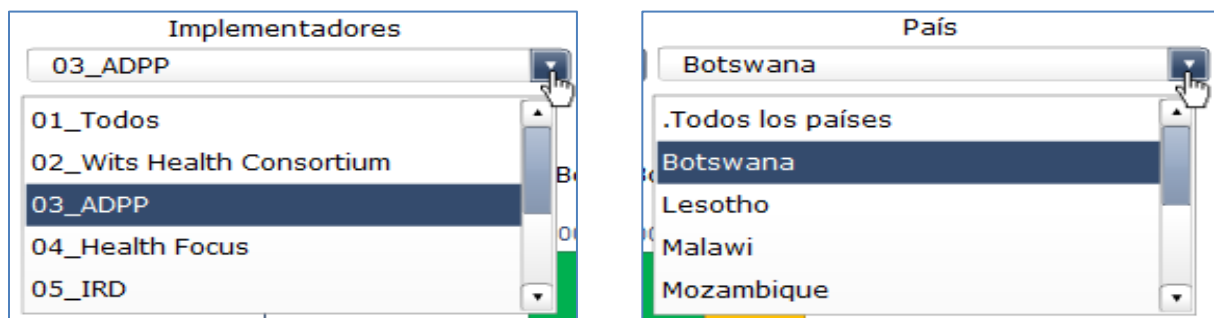 Implementadores
03_ADPP
01_Todos
02_Wits Health Consortium
03_ADPP
04_Health Focus
05_IRD
País
Botswana
.Todos los países
Botswana
Lesotho
Malawi
Mozambique